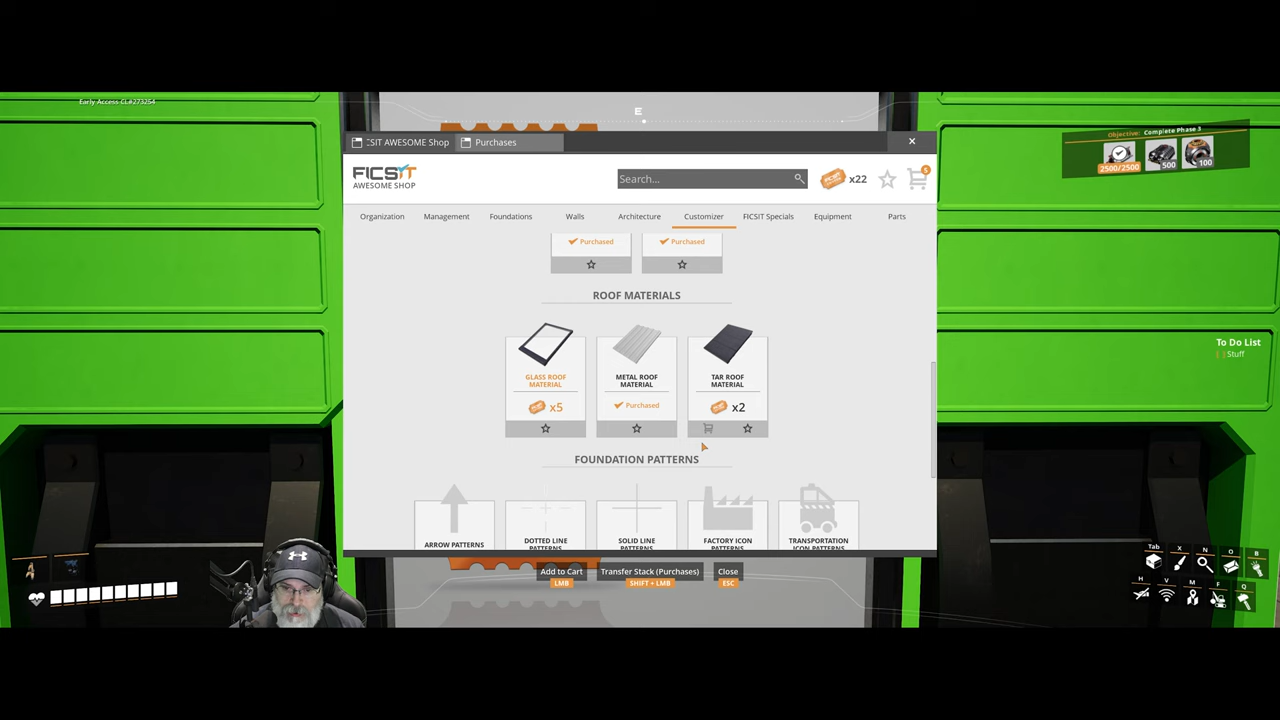 Early Access CL#273254
E
Objective: Complete Phase 3
2500/2500
500
100
CSIT AWESOME Shop
Purchases
FICSIT
AWESOME SHOP
Search...
x22
5
Organization
Management
Foundations
Walls
Architecture
Customizer
FICSIT Specials
Equipment
Parts
Purchased
Purchased
ROOF MATERIALS
GLASS ROOF
MATERIAL
x5
METAL ROOF
MATERIAL
Purchased
TAR ROOF
MATERIAL
x2
FOUNDATION PATTERNS
ARROW PATTERNS
DOTTED LINE
PATTERNS
SOLID LINE
PATTERNS
FACTORY ICON
PATTERNS
TRANSPORTATION
ICON PATTERNS
To Do List
Stuff
Add to Cart
LMB
Transfer Stack (Purchases)
SHIFT + LMB
Close
ESC
Tab
X
N
O
B
H
V
M
F
Q